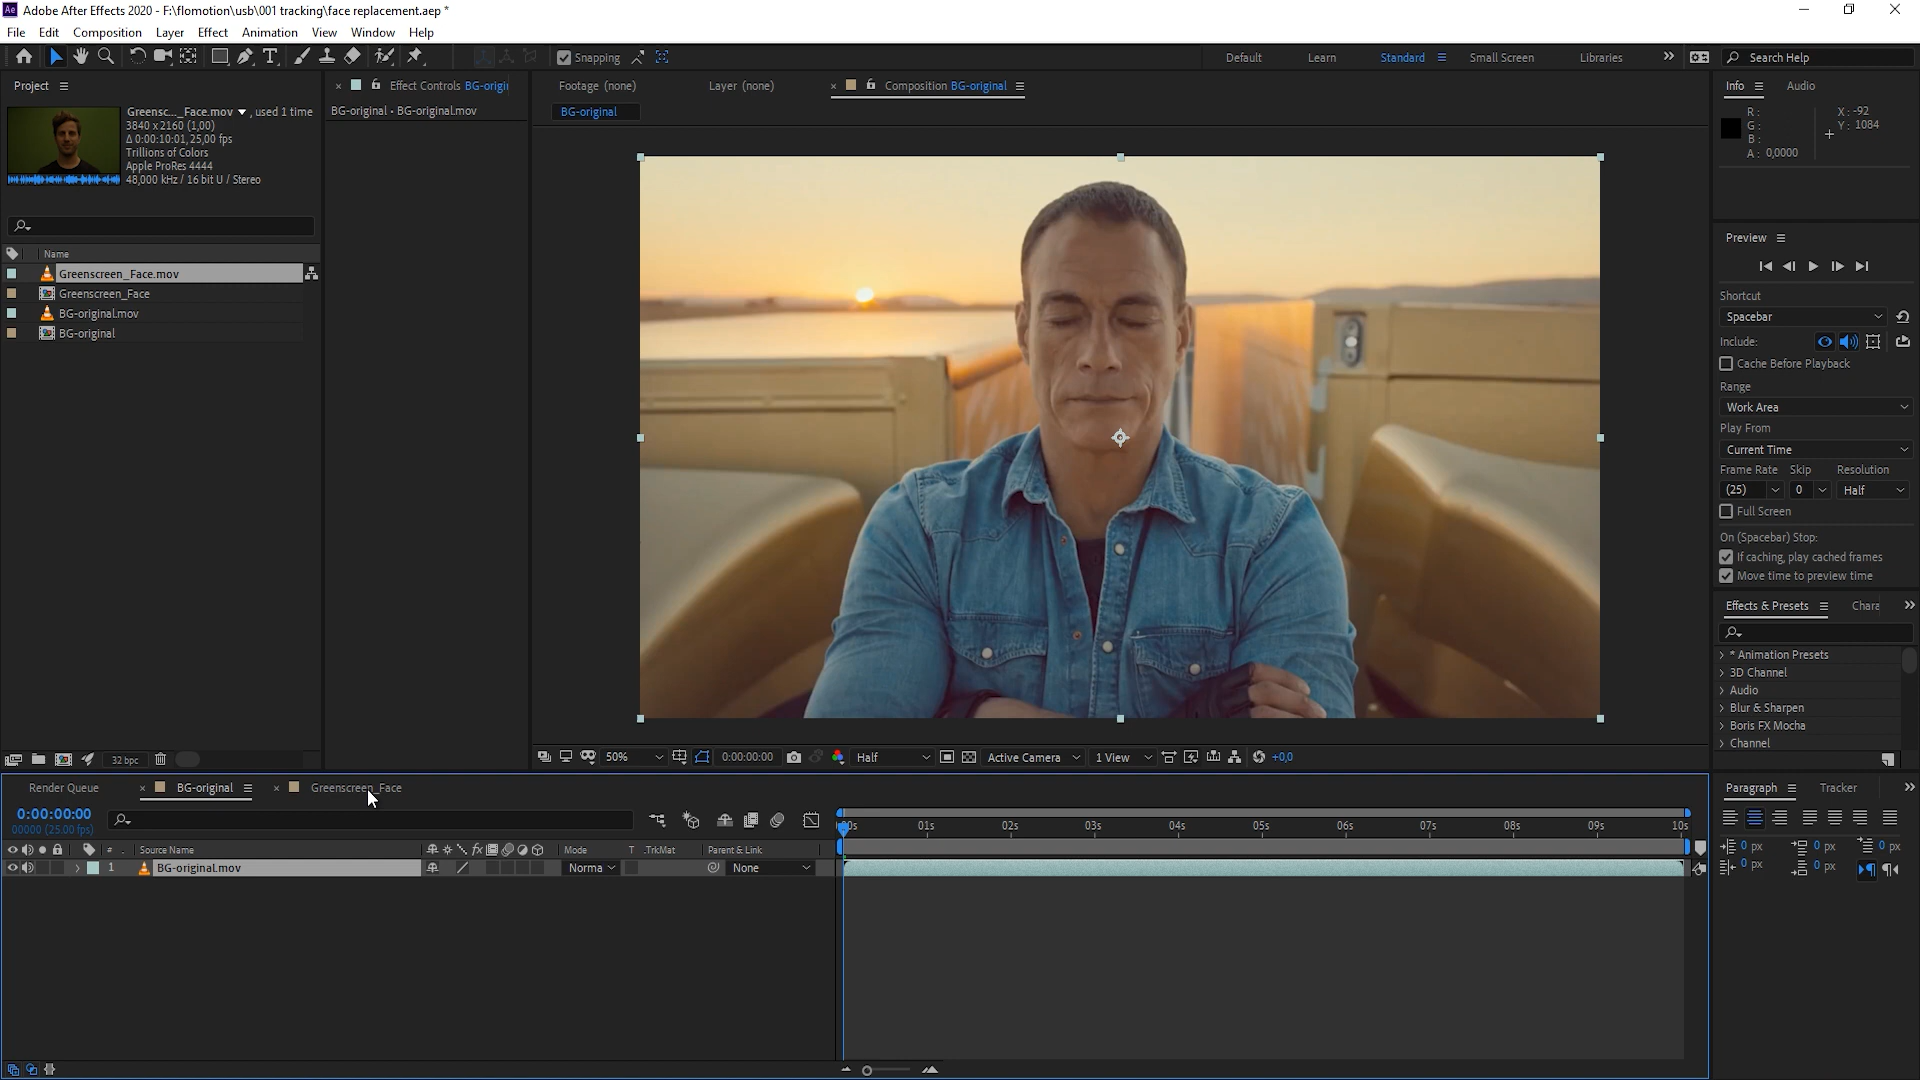 Adobe After Effects 2020 - F:\flomotion\usb\001 tracking\face replacement.aep *
File Edit Composition Layer Effect Animation View Window Help
Snapping
Default Learn Standard Small Screen Libraries Search Help
Project
Effect Controls BG-origi
Footage (none) Layer (none) Composition BG-original
Info Audio
Greensc..._Face.mov ▼ , used 1 time
3840 x 2160 (1,00)
Δ 0:00:10:01, 25,00 fps
Trillions of Colors
Apple ProRes 4444
48,000 kHz / 16 bit U / Stereo
BG-original • BG-original.mov
BG-original
R:
G:
B:
A: 0,0000
X: -92
Y: 1084
Name
Greenscreen_Face.mov
Greenscreen_Face
BG-original.mov
BG-original
Preview
Shortcut
Spacebar
Include:
Cache Before Playback
Range
Work Area
Play From
Current Time
Frame Rate Skip Resolution
(25) 0 Half
Full Screen
On (Spacebar) Stop:
If caching, play cached frames
Move time to preview time
Effects & Presets Chara
* Animation Presets
3D Channel
Audio
Blur & Sharpen
Boris FX Mocha
Channel
32 bpc
50% 0:00:00:00 Half Active Camera 1 View +0,0
Render Queue BG-original Greenscreen_Face
Paragraph Tracker
0:00:00:00
00000 (25.00 fps)
00s 01s 02s 03s 04s 05s 06s 07s 08s 09s 10s
# Source Name fx Mode T .TrkMat Parent & Link
1 BG-original.mov Norma None
0 px 0 px 0 px
0 px 0 px